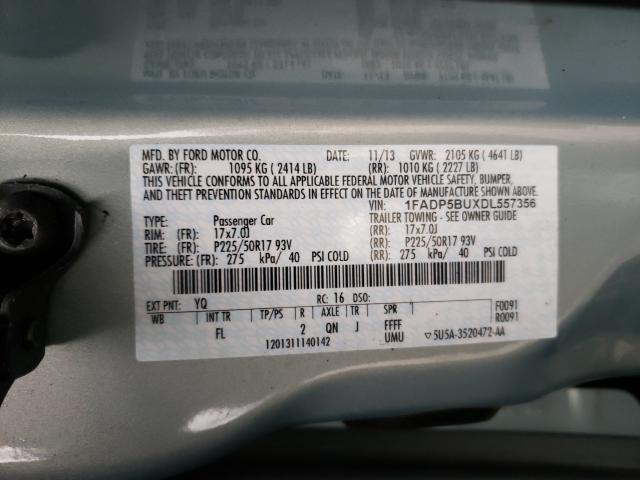 MFD. BY FORD MOTOR CO. DATE: 11/13 GVWR: 2105 KG ( 4641 LB)
GAWR: (FR): 1095 KG ( 2414 LB) (RR): 1010 KG ( 2227 LB)
THIS VEHICLE CONFORMS TO ALL APPLICABLE FEDERAL MOTOR VEHICLE SAFETY, BUMPER,
AND THEFT PREVENTION STANDARDS IN EFFECT ON THE DATE OF MANUFACTURE SHOWN ABOVE.
VIN: 1FADP5BUXDL557356
TYPE: Passenger Car TRAILER TOWING - SEE OWNER GUIDE
RIM: (FR): 17x7.0J (RR): 17x7.0J
TIRE: (FR): P225/50R17 93V (RR): P225/50R17 93V
PRESSURE: (FR): 275 kPa/ 40 PSI COLD (RR): 275 kPa/ 40 PSI COLD
EXT PNT: YQ RC: 16 DSO: F0091
WB INT TR TP/PS R AXLE TR SPR R0091
FL 2 QN J FFFF
1201311140142 UMU ▽5U5A-3520472-AA